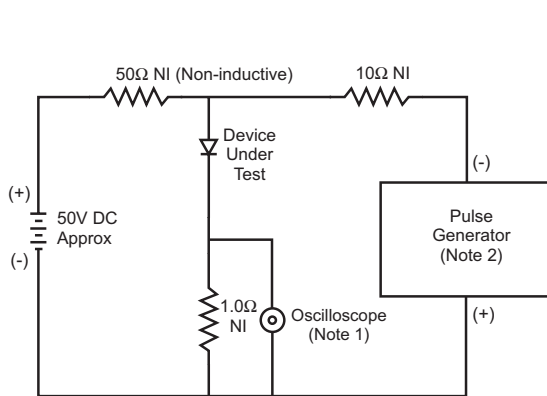 50Ω NI (Non-inductive)
10Ω NI
Device
Under
Test
(+)
50V DC
Approx
(-)
(-)
Pulse
Generator
(Note 2)
(+)
1.0Ω
NI
Oscilloscope
(Note 1)